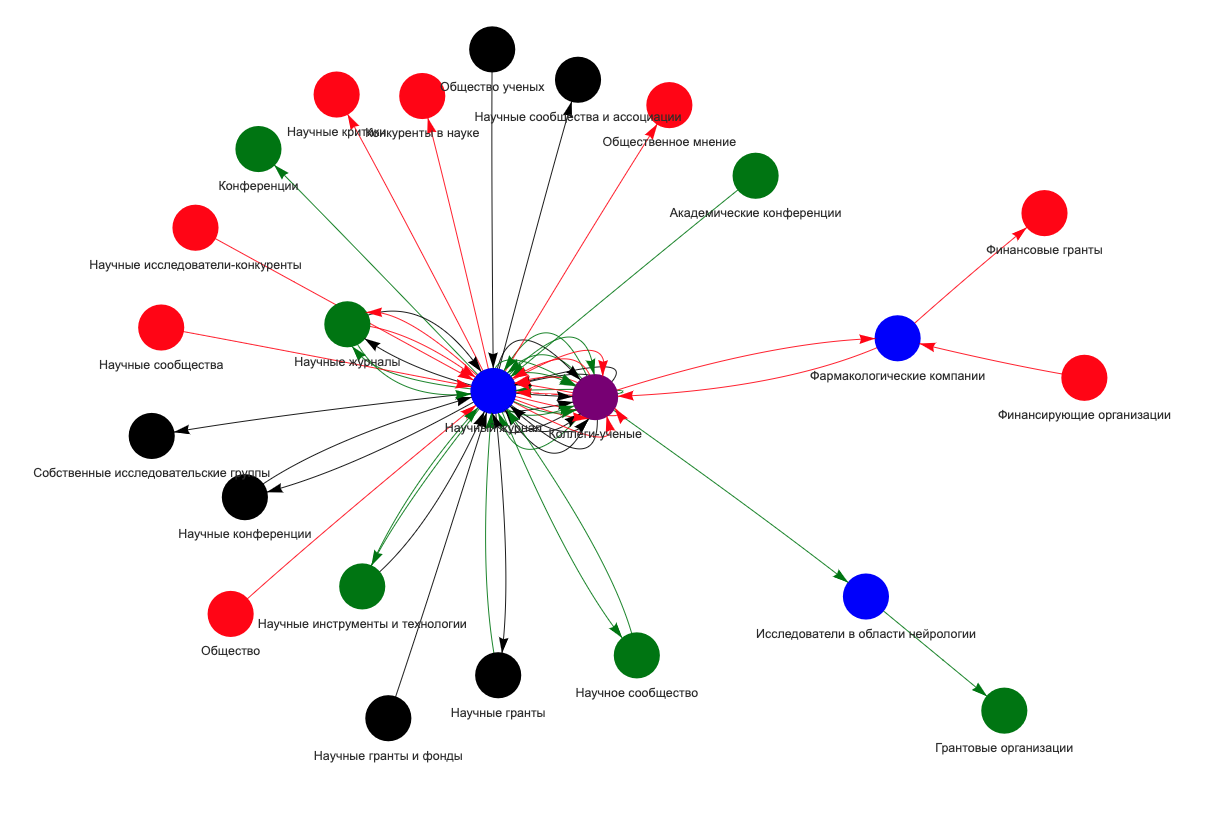 Общество ученых
Научные сообщества и ассоциации
Научные критики
Конкуренты в науке
Общественное мнение
Конференции
Академические конференции
Финансовые гранты
Научные исследователи-конкуренты
Научные сообщества
Научные журналы
Фармакологические компании
Финансирующие организации
Научный журнал
Коллеги-ученые
Собственные исследовательские группы
Научные конференции
Научные инструменты и технологии
Исследователи в области нейрологии
Общество
Научное сообщество
Научные гранты
Грантовые организации
Научные гранты и фонды